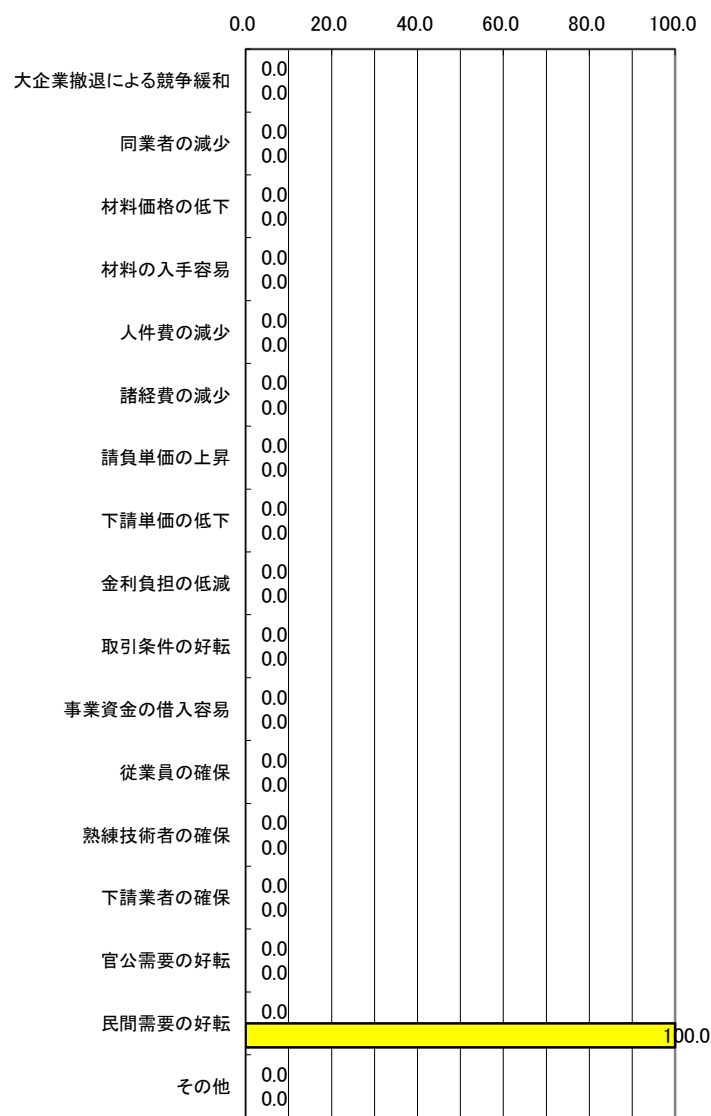 0.0 20.0 40.0 60.0 80.0 100.0
大企業撤退による競争緩和 0.0
0.0
同業者の減少 0.0
0.0
材料価格の低下 0.0
0.0
材料の入手容易 0.0
0.0
人件費の減少 0.0
0.0
諸経費の減少 0.0
0.0
請負単価の上昇 0.0
0.0
下請単価の低下 0.0
0.0
金利負担の低減 0.0
0.0
取引条件の好転 0.0
0.0
事業資金の借入容易 0.0
0.0
従業員の確保 0.0
0.0
熟練技術者の確保 0.0
0.0
下請業者の確保 0.0
0.0
官公需要の好転 0.0
0.0
民間需要の好転 0.0
100.0
その他 0.0
0.0